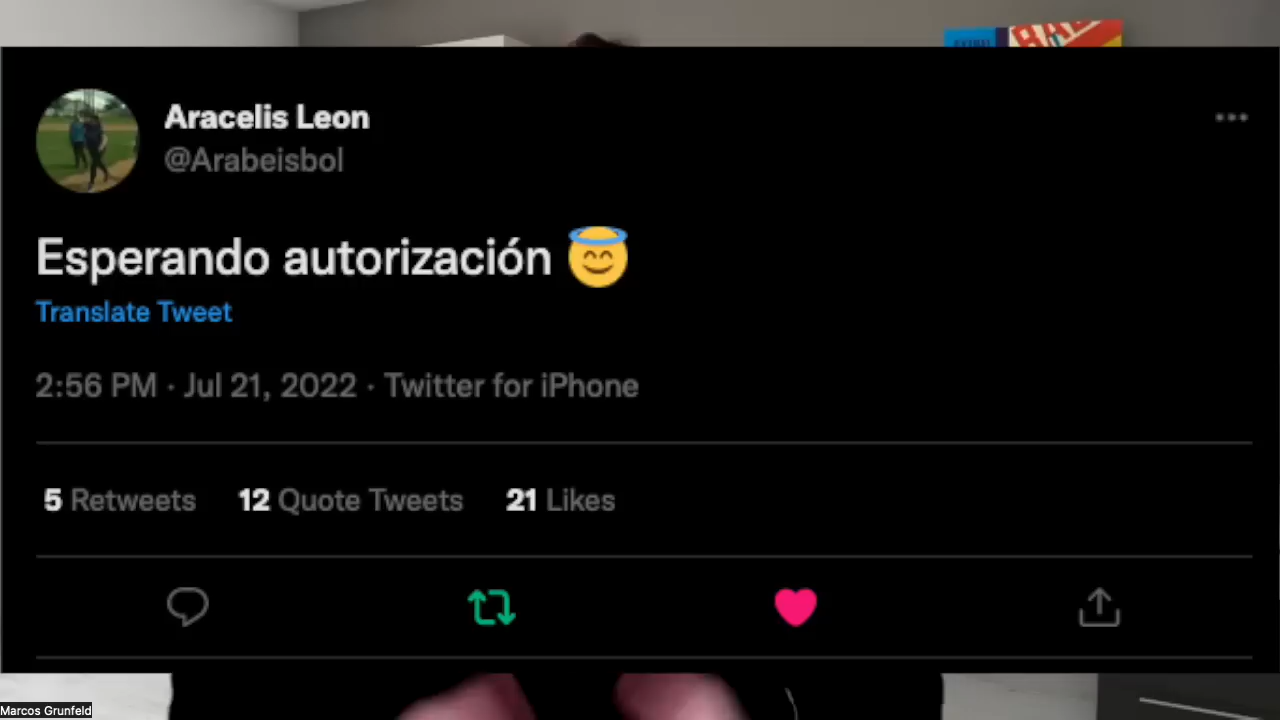 Aracelis Leon
@Arabeisbol
Esperando autorización 😇
Translate Tweet
2:56 PM · Jul 21, 2022 · Twitter for iPhone
5 Retweets 12 Quote Tweets 21 Likes
Marcos Grunfeld